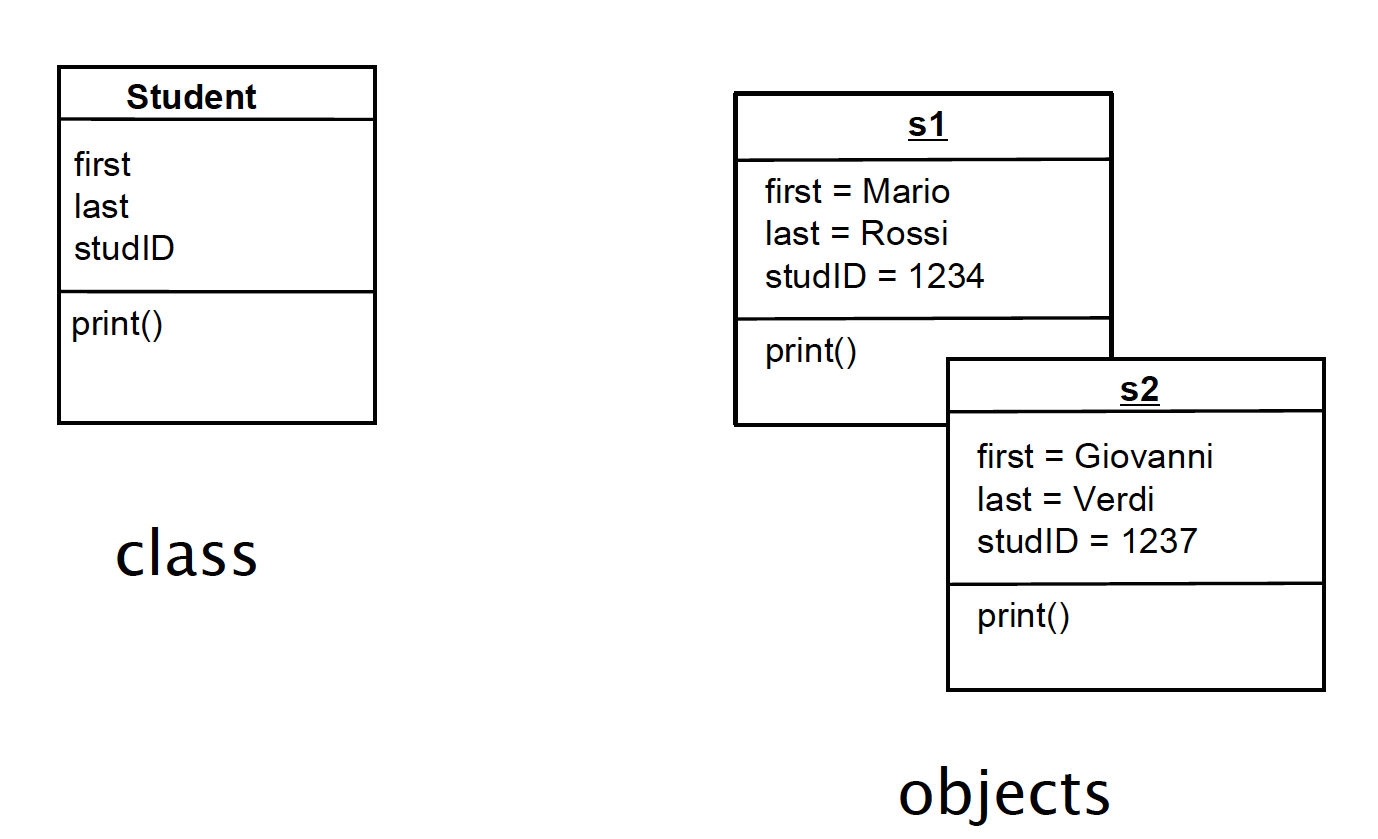 Student
first
last
studID
print()
class
s1
first = Mario
last = Rossi
studID = 1234
print()
s2
first = Giovanni
last = Verdi
studID = 1237
print()
objects